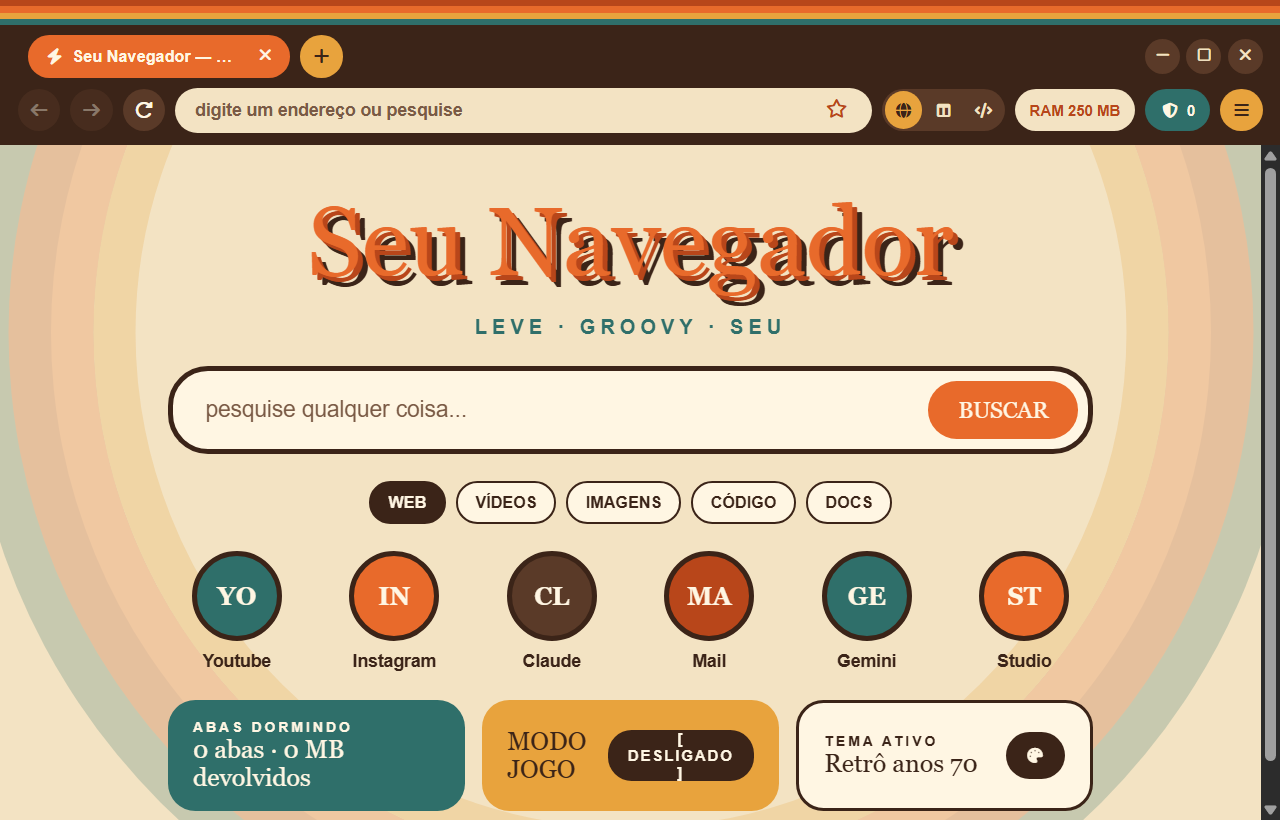 Seu Navegador — ...
digite um endereço ou pesquise
RAM 250 MB
0
Seu Navegador
LEVE · GROOVY · SEU
pesquise qualquer coisa...
BUSCAR
WEB
VÍDEOS
IMAGENS
CÓDIGO
DOCS
YO
IN
CL
MA
GE
ST
Youtube
Instagram
Claude
Mail
Gemini
Studio
ABAS DORMINDO
0 abas · 0 MB
devolvidos
MODO
JOGO
[
DESLIGADO
]
TEMA ATIVO
Retrô anos 70